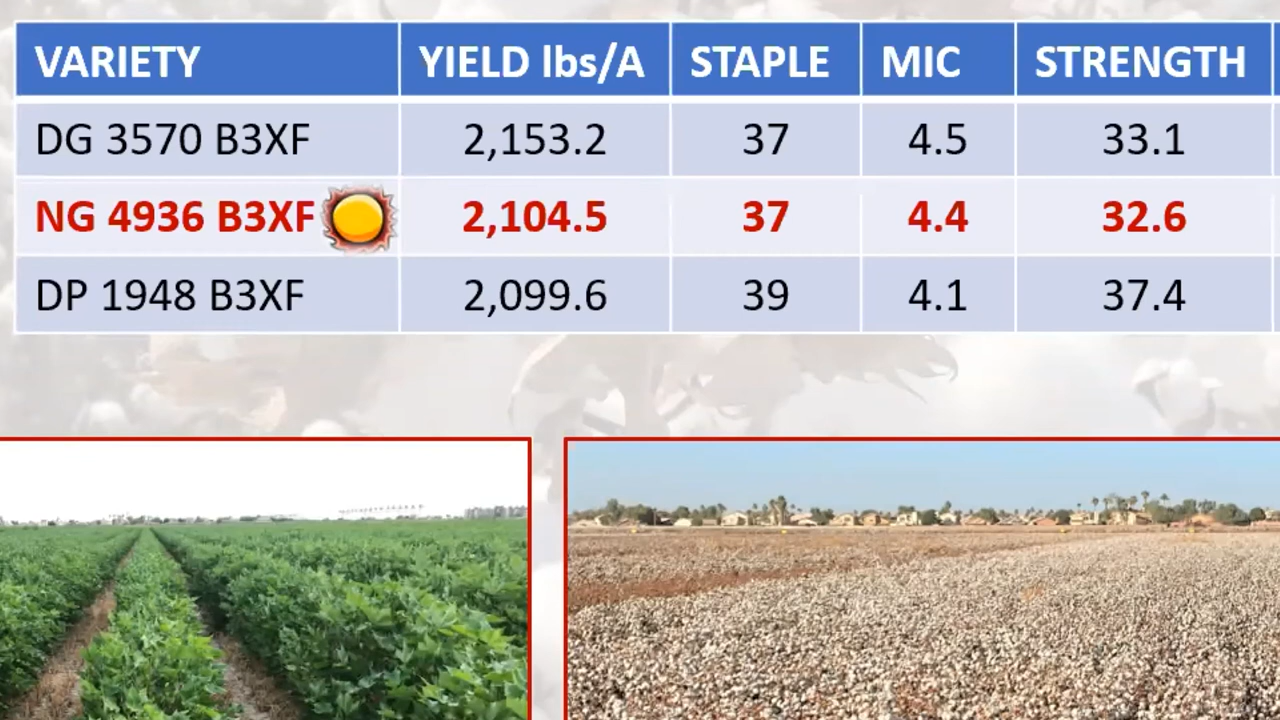 VARIETY YIELD lbs/A STAPLE MIC STRENGTH
DG 3570 B3XF 2,153.2 37 4.5 33.1
NG 4936 B3XF 2,104.5 37 4.4 32.6
DP 1948 B3XF 2,099.6 39 4.1 37.4